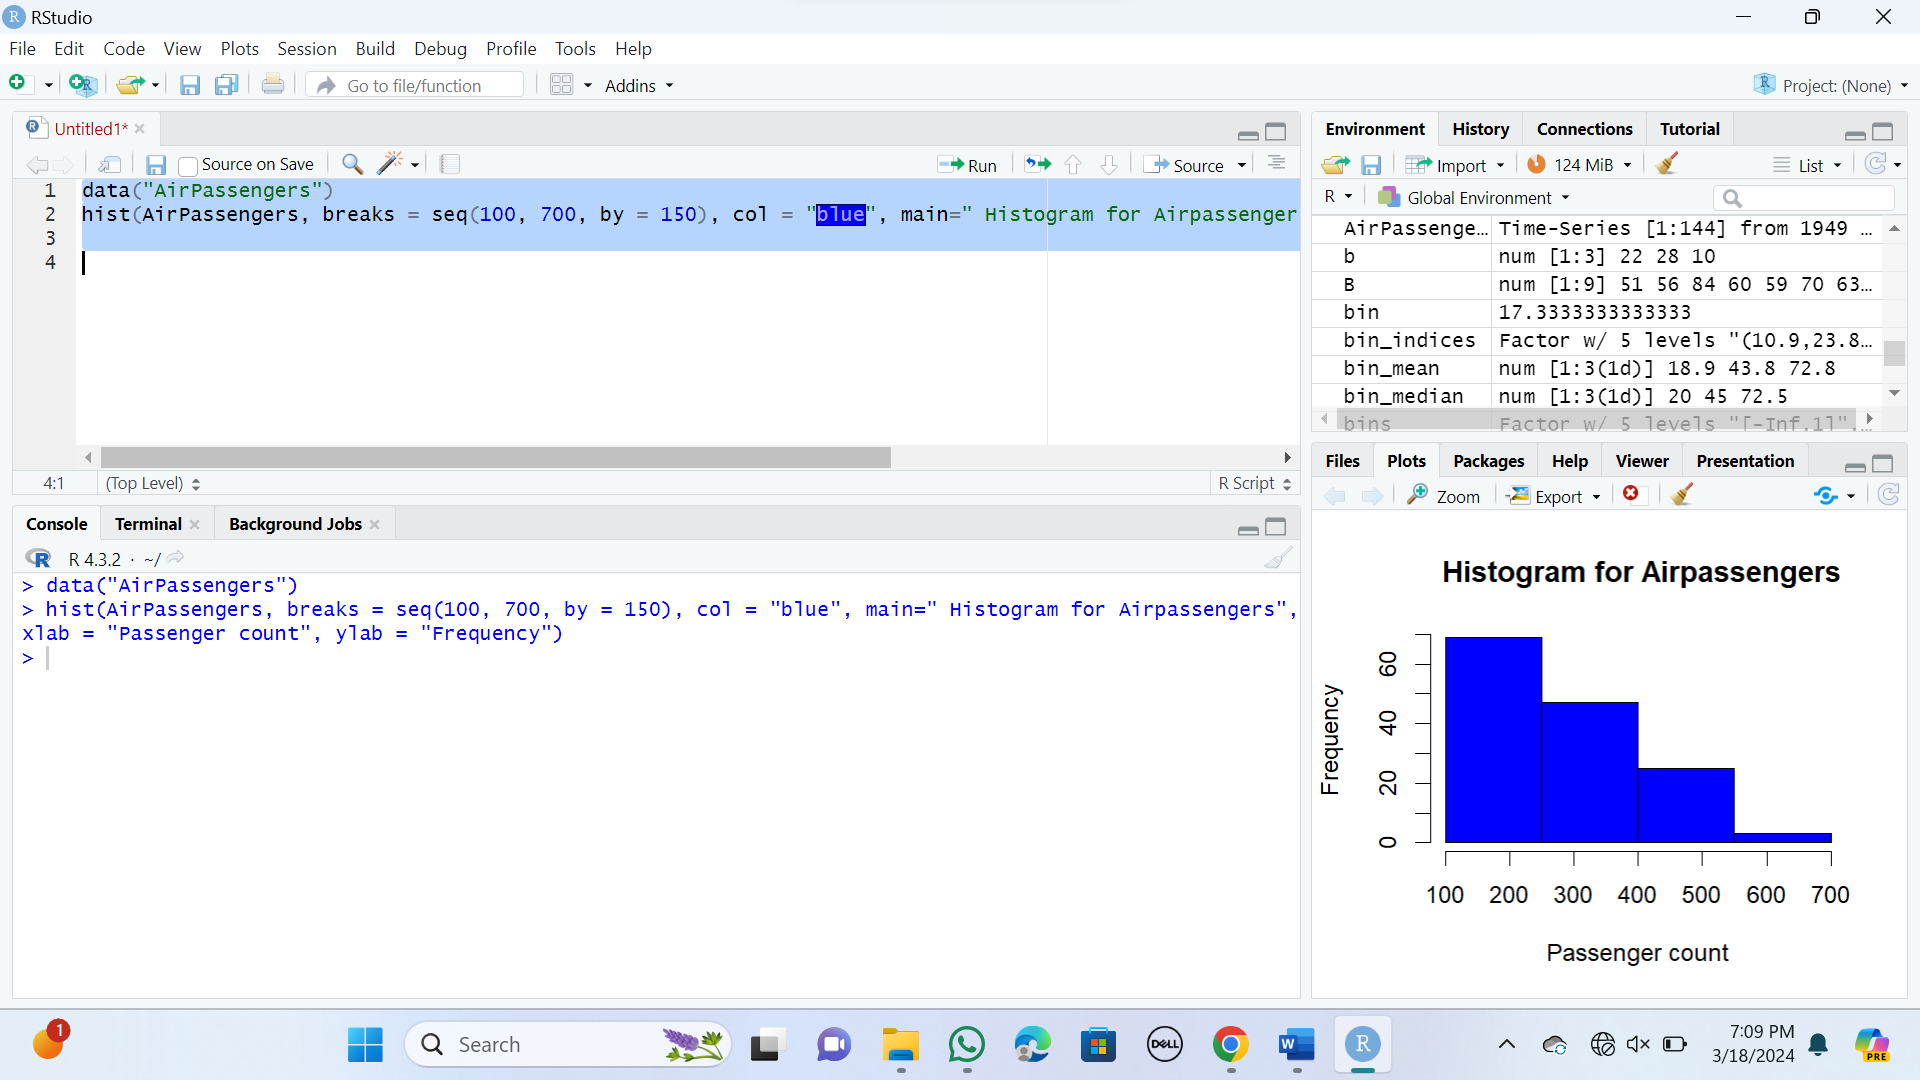 RStudio
File Edit Code View Plots Session Build Debug Profile Tools Help
Go to file/function Addins Project: (None)
Untitled1*
Source on Save Run Source
1 data("AirPassengers")
2 hist(AirPassengers, breaks = seq(100, 700, by = 150), col = "blue", main=" Histogram for Airpassenger
3
4
4:1 (Top Level) R Script
Console Terminal Background Jobs
R 4.3.2 · ~/
> data("AirPassengers")
> hist(AirPassengers, breaks = seq(100, 700, by = 150), col = "blue", main=" Histogram for Airpassengers",
xlab = "Passenger count", ylab = "Frequency")
>
Environment History Connections Tutorial
Import 124 MiB List
R Global Environment
AirPassenge… Time-Series [1:144] from 1949 …
b num [1:3] 22 28 10
B num [1:9] 51 56 84 60 59 70 63…
bin 17.3333333333333
bin_indices Factor w/ 5 levels "(10.9,23.8…
bin_mean num [1:3(1d)] 18.9 43.8 72.8
bin_median num [1:3(1d)] 20 45 72.5
bins Factor w/ 5 levels "[-Inf,1]",…
Files Plots Packages Help Viewer Presentation
Zoom Export
Histogram for Airpassengers
Frequency
60
40
20
0
100 200 300 400 500 600 700
Passenger count
1
Search
DELL
W
R
PRE
7:09 PM
3/18/2024